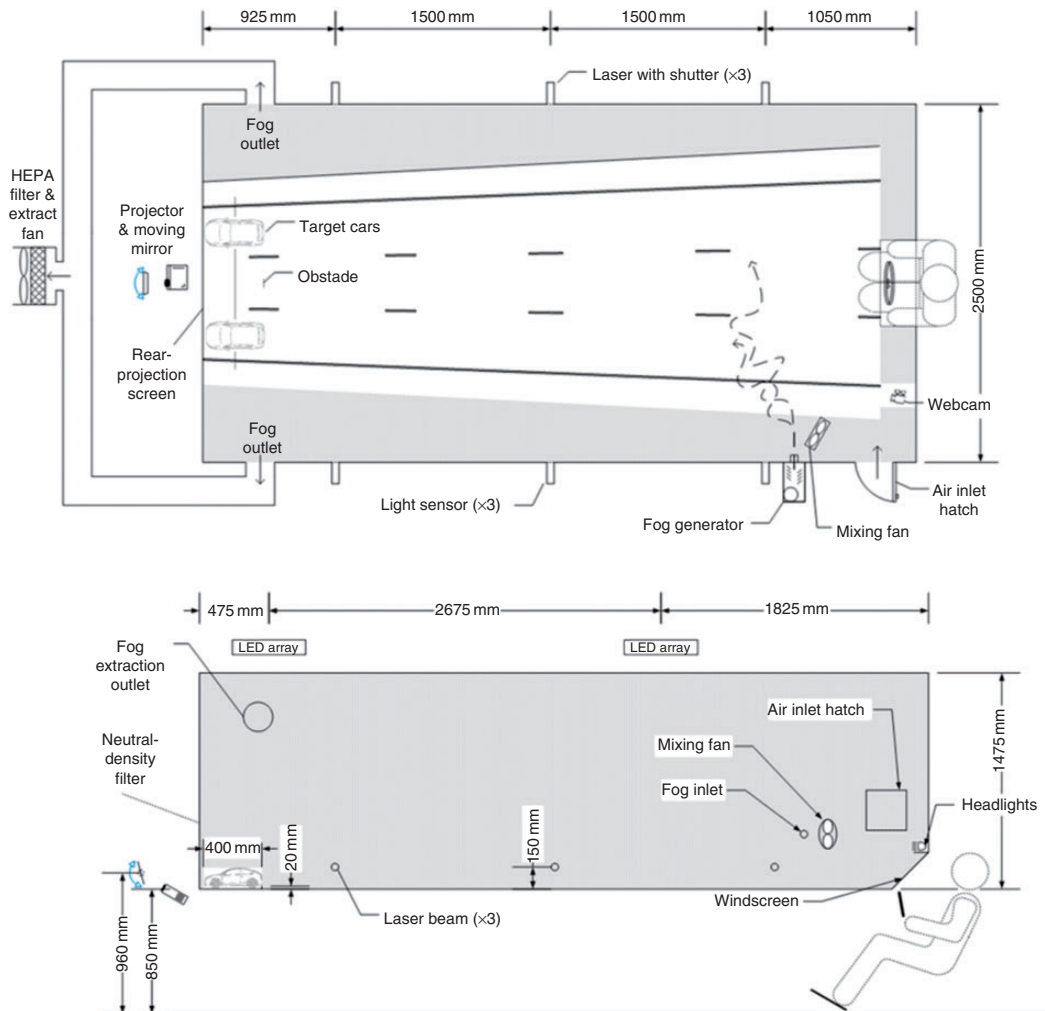 925 mm
1500 mm
1500 mm
1050 mm
Laser with shutter (×3)
Fog
outlet
HEPA
filter &
extract
fan
Projector
& moving
mirror
Target cars
Obstade
2500 mm
Rear-
projection
screen
Webcam
Fog
outlet
Light sensor (×3)
Fog generator
Mixing fan
Air inlet
hatch
475 mm
2675 mm
1825 mm
LED array
LED array
Fog
extraction
outlet
Air inlet hatch
Neutral-
density
filter
Mixing fan
Fog inlet
1475 mm
Headlights
400 mm
20 mm
150 mm
Windscreen
Laser beam (×3)
960 mm
850 mm